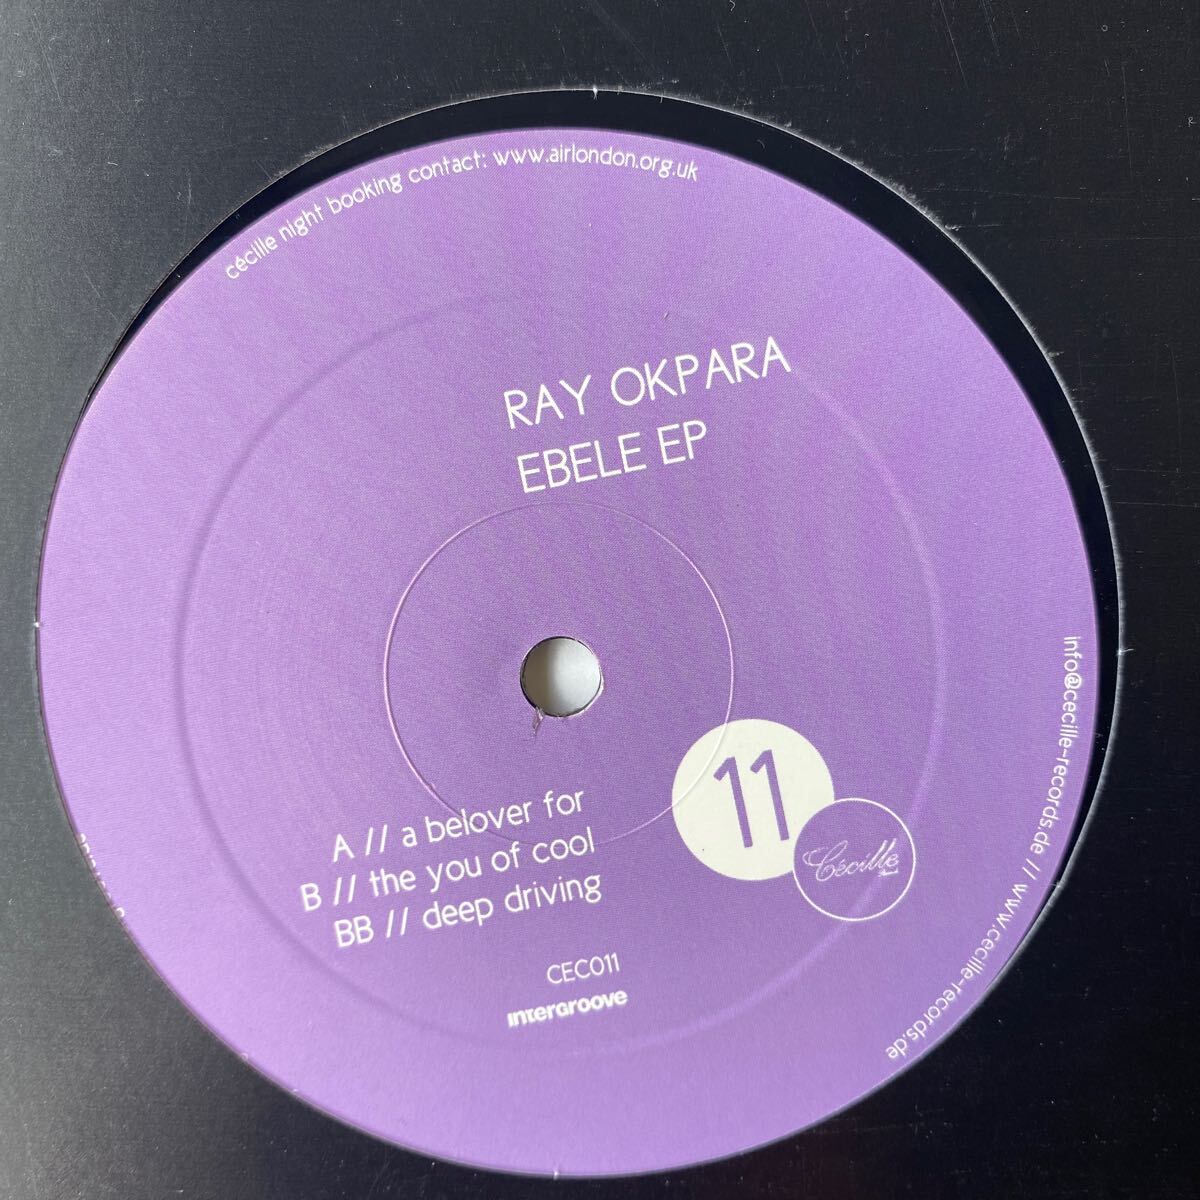 cécille night booking contact: www.airlondon.org.uk
RAY OKPARA
EBELE EP
11
Cécille
A // a belover for
B // the you of cool
BB // deep driving
CEC011
intergroove
info@cecille-records.de // www.cecille-records.de